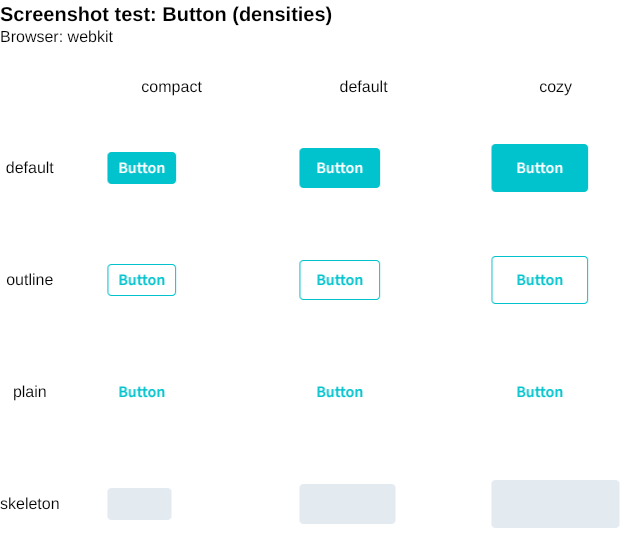 Screenshot test: Button (densities)
Browser: webkit
compact default cozy
default Button Button Button
outline Button Button Button
plain Button Button Button
skeleton